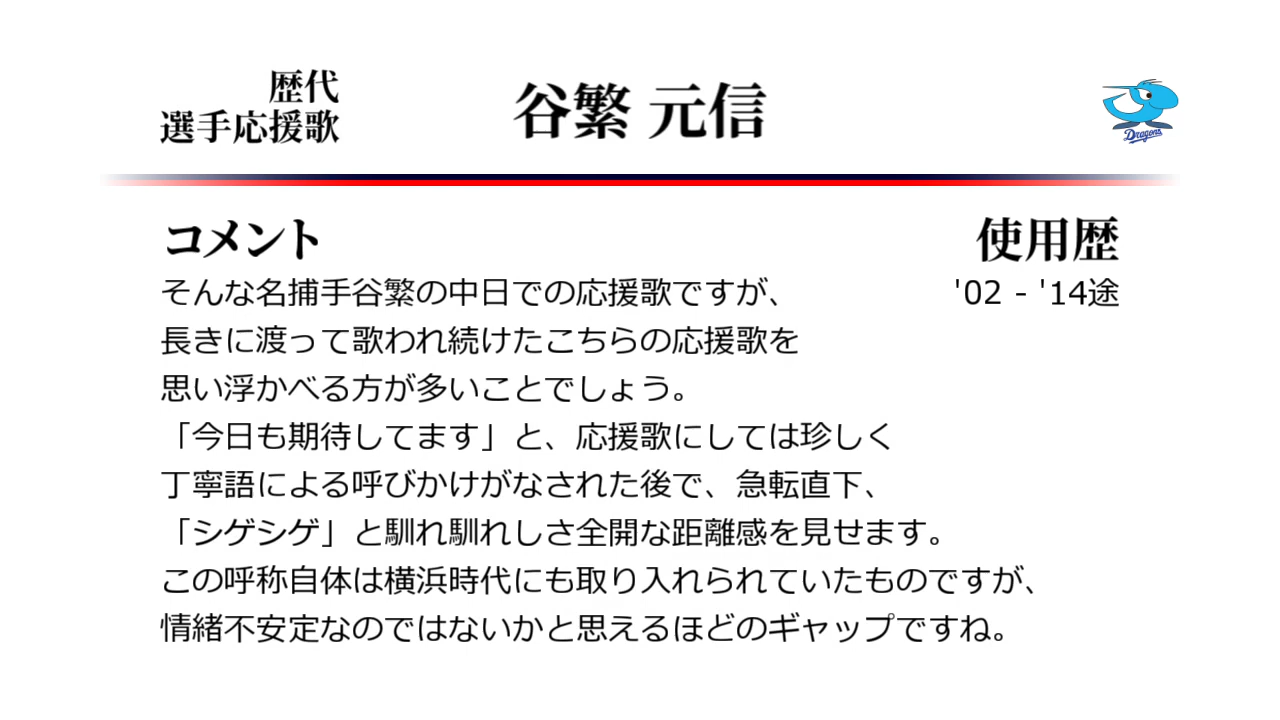 歴代
選手応援歌
谷繁 元信
Dragons
コメント
使用歴
そんな名捕手谷繁の中日での応援歌ですが、
'02 - '14途
長きに渡って歌われ続けたこちらの応援歌を
思い浮かべる方が多いことでしょう。
「今日も期待してます」と、応援歌にしては珍しく
丁寧語による呼びかけがなされた後で、急転直下、
「シゲシゲ」と馴れ馴れしさ全開な距離感を見せます。
この呼称自体は横浜時代にも取り入れられていたものですが、
情緒不安定なのではないかと思えるほどのギャップですね。